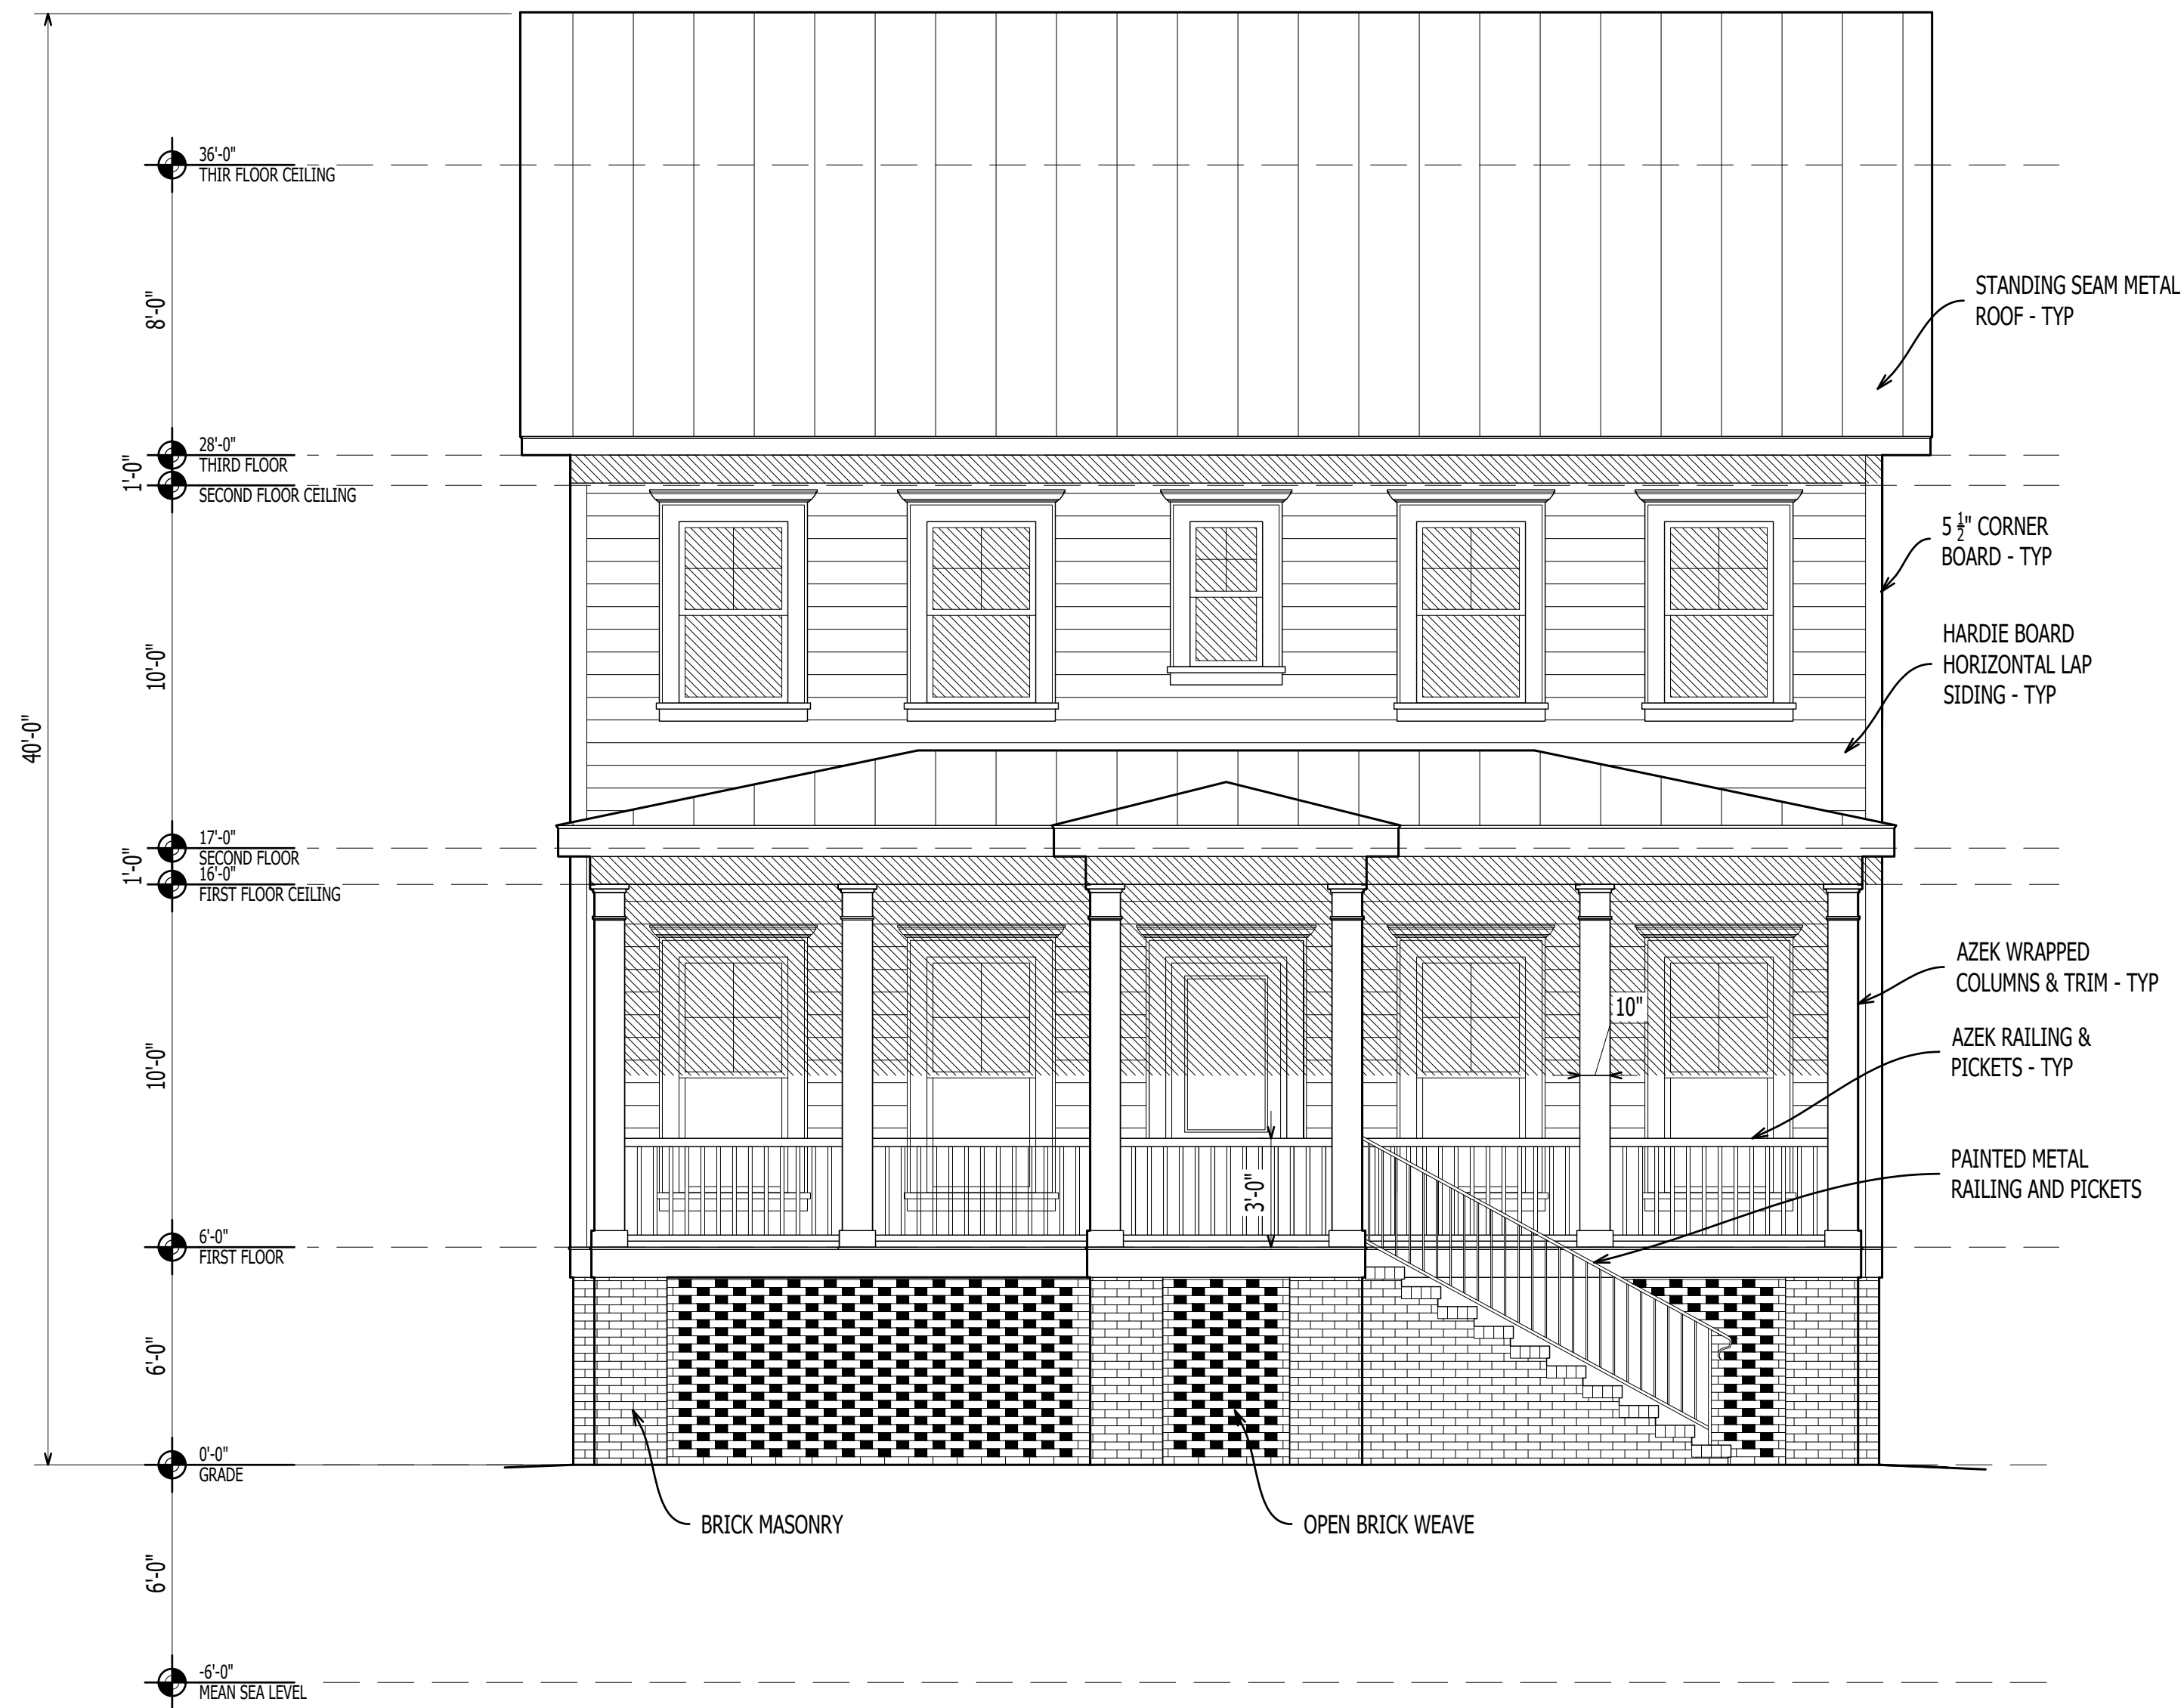 36'-0"
THIR FLOOR CEILING
8'-0"
STANDING SEAM METAL
ROOF - TYP
28'-0"
THIRD FLOOR
1'-0"
SECOND FLOOR CEILING
5 1/2" CORNER
BOARD - TYP
HARDIE BOARD
HORIZONTAL LAP
SIDING - TYP
10'-0"
40'-0"
17'-0"
SECOND FLOOR
1'-0"
16'-0"
FIRST FLOOR CEILING
AZEK WRAPPED
COLUMNS & TRIM - TYP
10"
AZEK RAILING &
PICKETS - TYP
10'-0"
PAINTED METAL
RAILING AND PICKETS
3'-0"
6'-0"
FIRST FLOOR
6'-0"
0'-0"
GRADE
BRICK MASONRY
OPEN BRICK WEAVE
6'-0"
-6'-0"
MEAN SEA LEVEL